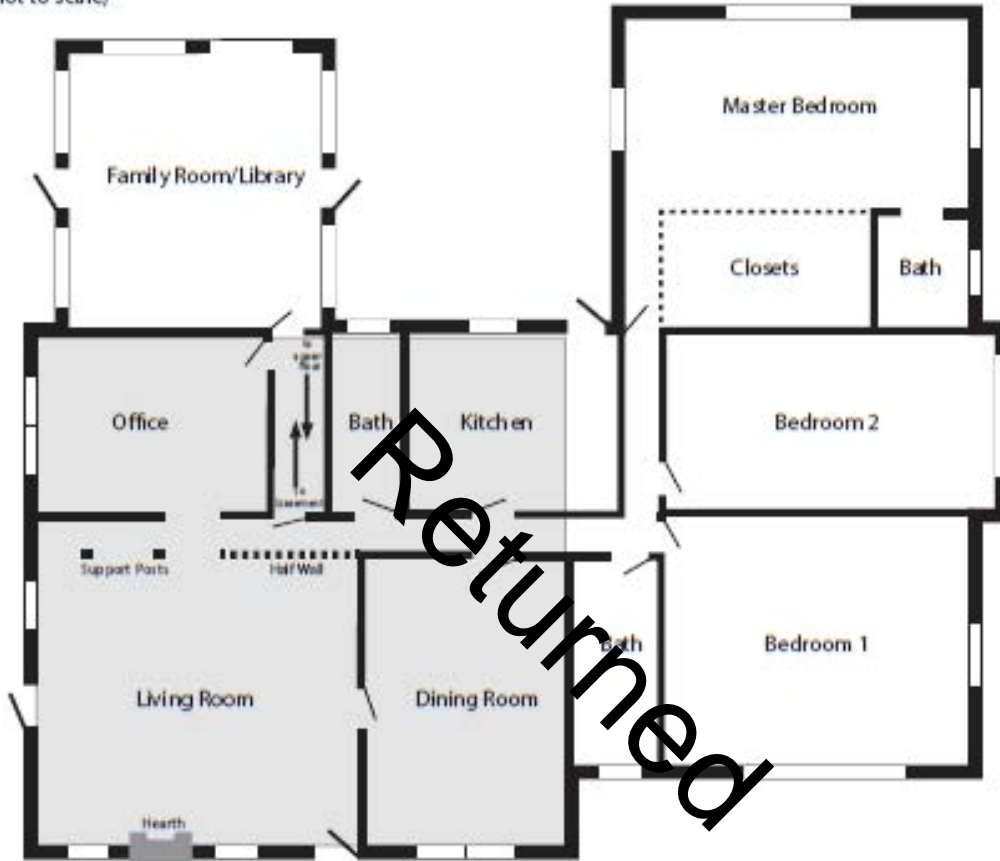 Master Bedroom
Family Room/Library
Closets
Bath
Office
Bath
Kitchen
Bedroom 2
Support Posts
Half Wall
Bath
Bedroom 1
Living Room
Dining Room
Hearth
Returned